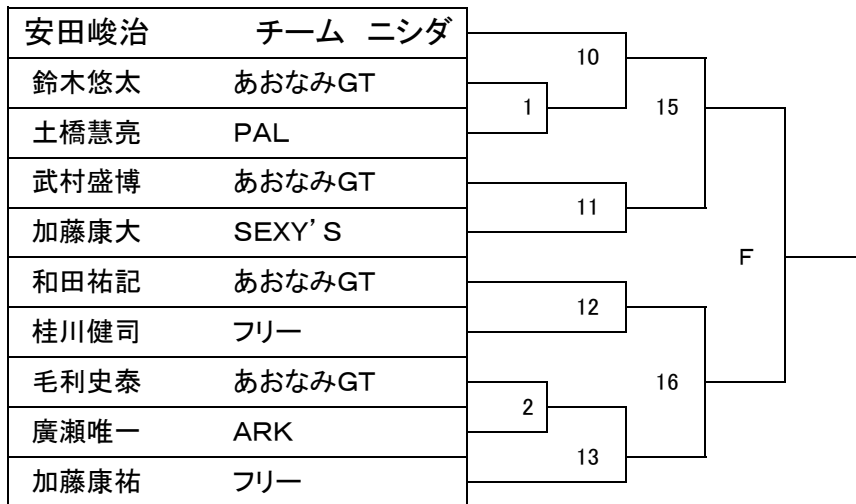 安田峻治 チーム ニシダ
10
鈴木悠太 あおなみGT
1
15
土橋慧亮 PAL
武村盛博 あおなみGT
11
加藤康大 SEXY'S
F
和田祐記 あおなみGT
12
桂川健司 フリー
毛利史泰 あおなみGT
16
2
廣瀬唯一 ARK
13
加藤康祐 フリー